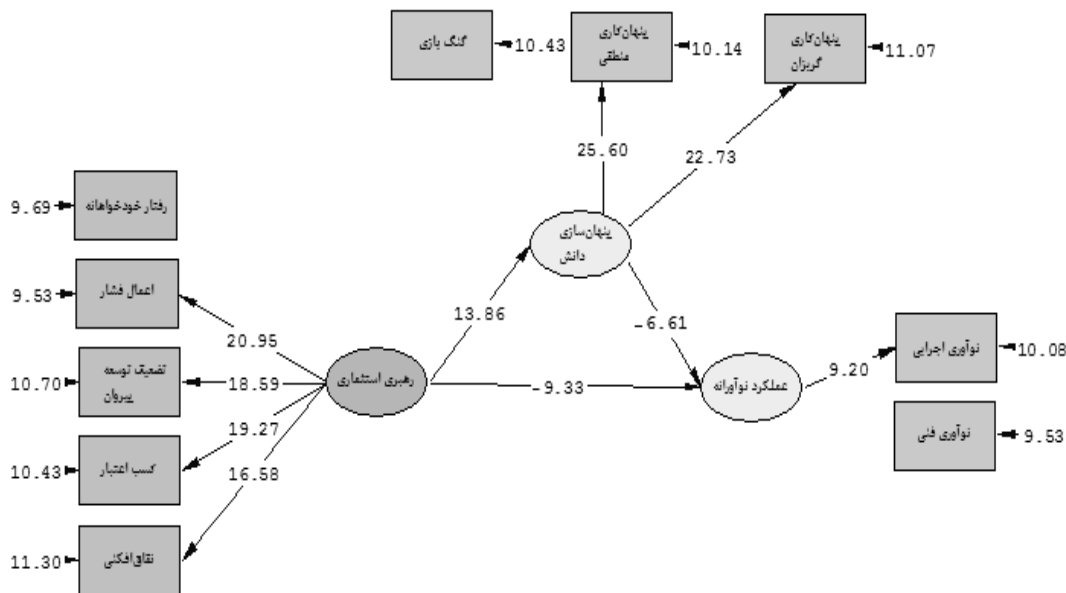 گنگ بازی
10.43
پنهان‌کاری
منطقی
10.14
پنهان‌کاری
گریزان
11.07
25.60
22.73
رفتار خودخواهانه
9.69
پنهان‌سازی
دانش
اعمال فشار
9.53
13.86
-6.61
20.95
نوآوری اجرایی
10.08
تضعیف توسعه
پیروان
10.70
18.59
رهبری استثماری
-9.33
عملکرد نوآورانه
9.20
نوآوری فنی
9.53
19.27
کسب اعتبار
10.43
16.58
نفاق‌افکنی
11.30